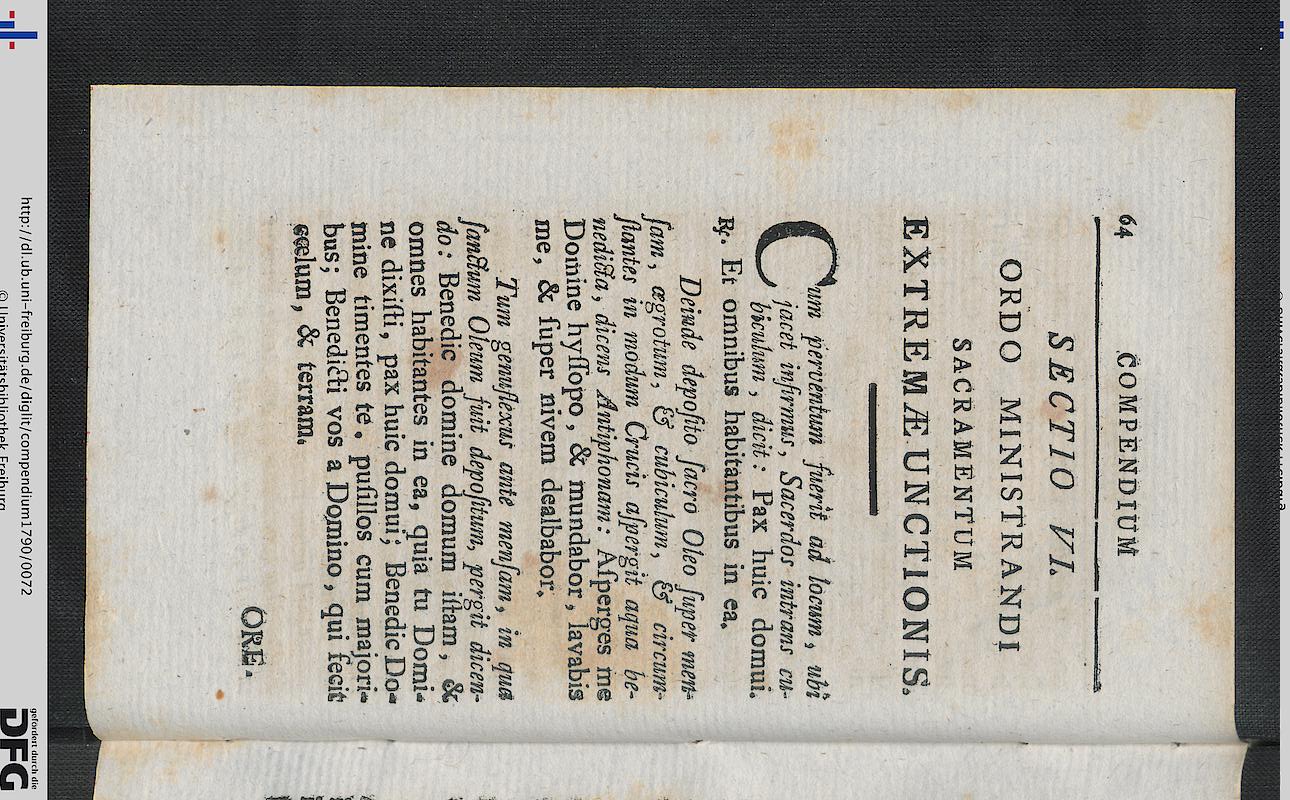 64 COMPENDIUM
SECTIO VI.
ORDO MINISTRANDI
SACRAMENTUM
EXTREMÆ UNCTIONIS.
Cum perventum fuerit ad locum, ubi
jacet infirmus, Sacerdos intrans cu-
biculum, dicit: Pax huic domui.
℟. Et omnibus habitantibus in ea.
Deinde depoſito ſacro Oleo ſuper men-
ſam, ægrotum, & cubiculum, & circum-
ſtantes in modum Crucis aſpergit aqua be-
nedicta, dicens Antiphonam: Aſperges me
Domine hyſſopo, & mundabor, lavabis
me, & ſuper nivem dealbabor.
Tum genuflexus ante menſam, in qua
ſanctum Oleum fuit depoſitum, pergit dicen-
do: Benedic domine domum iſtam, &
omnes habitantes in ea, quia tu Domi-
ne dixiſti, pax huic domui; Benedic Do-
mine timentes te, puſillos cum majori-
bus; Benedicti vos a Domino, qui fecit
cœlum, & terram.
ORE-
http://dl.ub.uni-freiburg.de/diglit/compendium1790/0072
© Universitätsbibliothek Freiburg
gefördert durch die
DFG